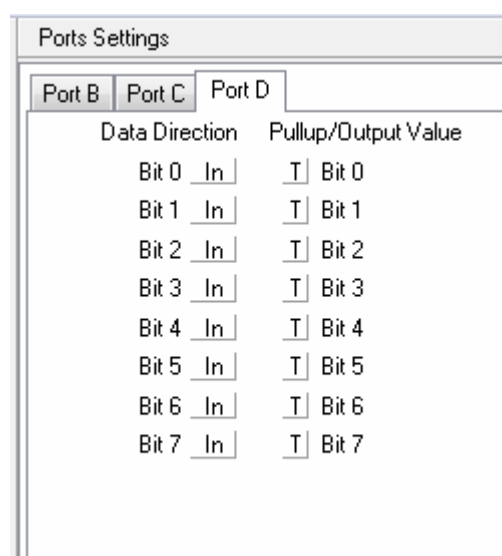 Ports Settings
Port B Port C Port D
Data Direction Pullup/Output Value
Bit 0 In T Bit 0
Bit 1 In T Bit 1
Bit 2 In T Bit 2
Bit 3 In T Bit 3
Bit 4 In T Bit 4
Bit 5 In T Bit 5
Bit 6 In T Bit 6
Bit 7 In T Bit 7